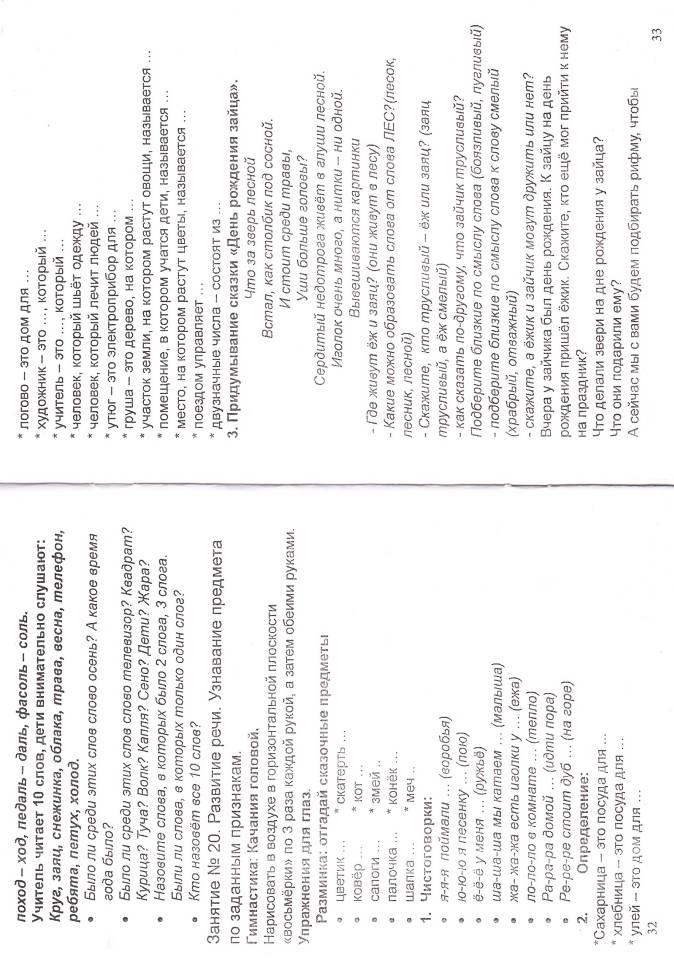 поход – ход, педаль – даль, фасоль – соль.
Учитель читает 10 слов, дети внимательно слушают:
Круг, заяц, снежинка, облака, трава, весна, телефон,
ребята, петух, холод.
• Было ли среди этих слов слово осень? А какое время
года было?
• Было ли среди этих слов слово телевизор? Квадрат?
Курица? Туча? Волк? Капля? Сено? Дети? Жара?
• Назовите слова, в которых было 2 слога, 3 слога.
• Были ли слова, в которых только один слог?
• Кто назовёт все 10 слов?
Занятие № 20. Развитие речи. Узнавание предмета
по заданным признакам.
Гимнастика: Качания головой.
Нарисовать в воздухе в горизонтальной плоскости
«восьмёрки» по 3 раза каждой рукой, а затем обеими руками.
Упражнения для глаз.
Разминка: отгадай сказочные предметы
• цветик … * скатерть …
• ковёр… * кот …
• сапоги … * змей ..
• палочка … * конёк …
• шапка … * меч ..
1. Чистоговорки:
• я-я-я поймали … (воробья)
• ю-ю-ю я песенку … (пою)
• ё-ё-ё у меня … (ружьё)
• ша-ша-ша мы катаем … (малыша)
• жа-жа-жа есть иголки у … (ежа)
• ло-ло-ло в комнате … (тепло)
• Ра-ра-ра домой … (идти пора)
• Ре-ре-ре стоит дуб … (на горе)
2. Определение:
*Сахарница – это посуда для …
* хлебница – это посуда для …
* улей – это дом для …
32
* логово – это дом для …
* художник – это …, который …
* учитель – это …, который …
* человек, который шьёт одежду …
* человек, который лечит людей …
* утюг – это электроприбор для …
* груша – это дерево, на котором …
* участок земли, на котором растут овощи, называется …
* помещение, в котором учатся дети, называется …
* место, на котором растут цветы, называется …
* поездом управляет …
* двузначные числа – состоят из …
3. Придумывание сказки «День рождения зайца».
Что за зверь лесной
Встал, как столбик под сосной.
И стоит среди травы,
Уши больше головы?
Сердитый недотрога живёт в глуши лесной.
Иголок очень много, а нитки – ни одной.
Вывешиваются картинки
- Где живут ёж и заяц? (они живут в лесу)
- Какие можно образовать слова от слова ЛЕС?(лесок,
лесник, лесной)
- Скажите, кто трусливый – ёж или заяц? (заяц
трусливый, а ёж смелый)
- как сказать по-другому, что зайчик трусливый?
Подберите близкие по смыслу слова (боязливый, пугливый)
- подберите близкие по смыслу слова к слову смелый
(храбрый, отважный)
- скажите, а ёжик и зайчик могут дружить или нет?
Вчера у зайчика был день рождения. К зайцу на день
рождения пришёл ёжик. Скажите, кто ещё мог прийти к нему
на праздник?
Что делали звери на дне рождения у зайца?
Что они подарили ему?
А сейчас мы с вами будем подбирать рифму, чтобы
33